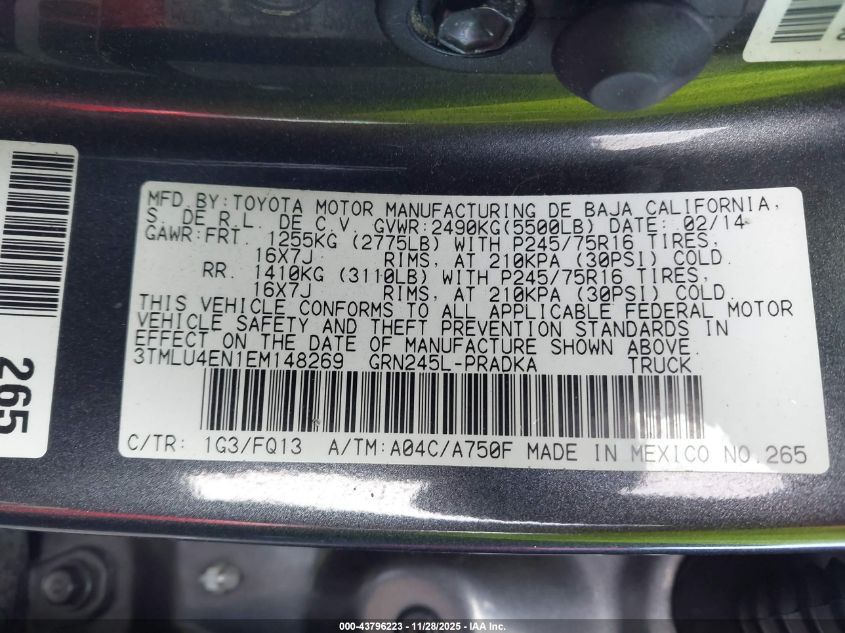 MFD.BY:TOYOTA MOTOR MANUFACTURING DE BAJA CALIFORNIA,
S. DE R.L. DE C.V. GVWR:2490KG(5500LB) DATE: 02/14
GAWR:FRT. 1255KG (2775LB) WITH P245/75R16 TIRES,
16X7J RIMS, AT 210KPA (30PSI) COLD.
RR. 1410KG (3110LB) WITH P245/75R16 TIRES,
16X7J RIMS, AT 210KPA (30PSI) COLD.
THIS VEHICLE CONFORMS TO ALL APPLICABLE FEDERAL MOTOR
VEHICLE SAFETY AND THEFT PREVENTION STANDARDS IN
EFFECT ON THE DATE OF MANUFACTURE SHOWN ABOVE.
3TMLU4EN1EM148269 GRN245L-PRADKA TRUCK
C/TR: 1G3/FQ13 A/TM:A04C/A750F MADE IN MEXICO NO.265
265
000-43796223 - 11/28/2025 - IAA, Inc.